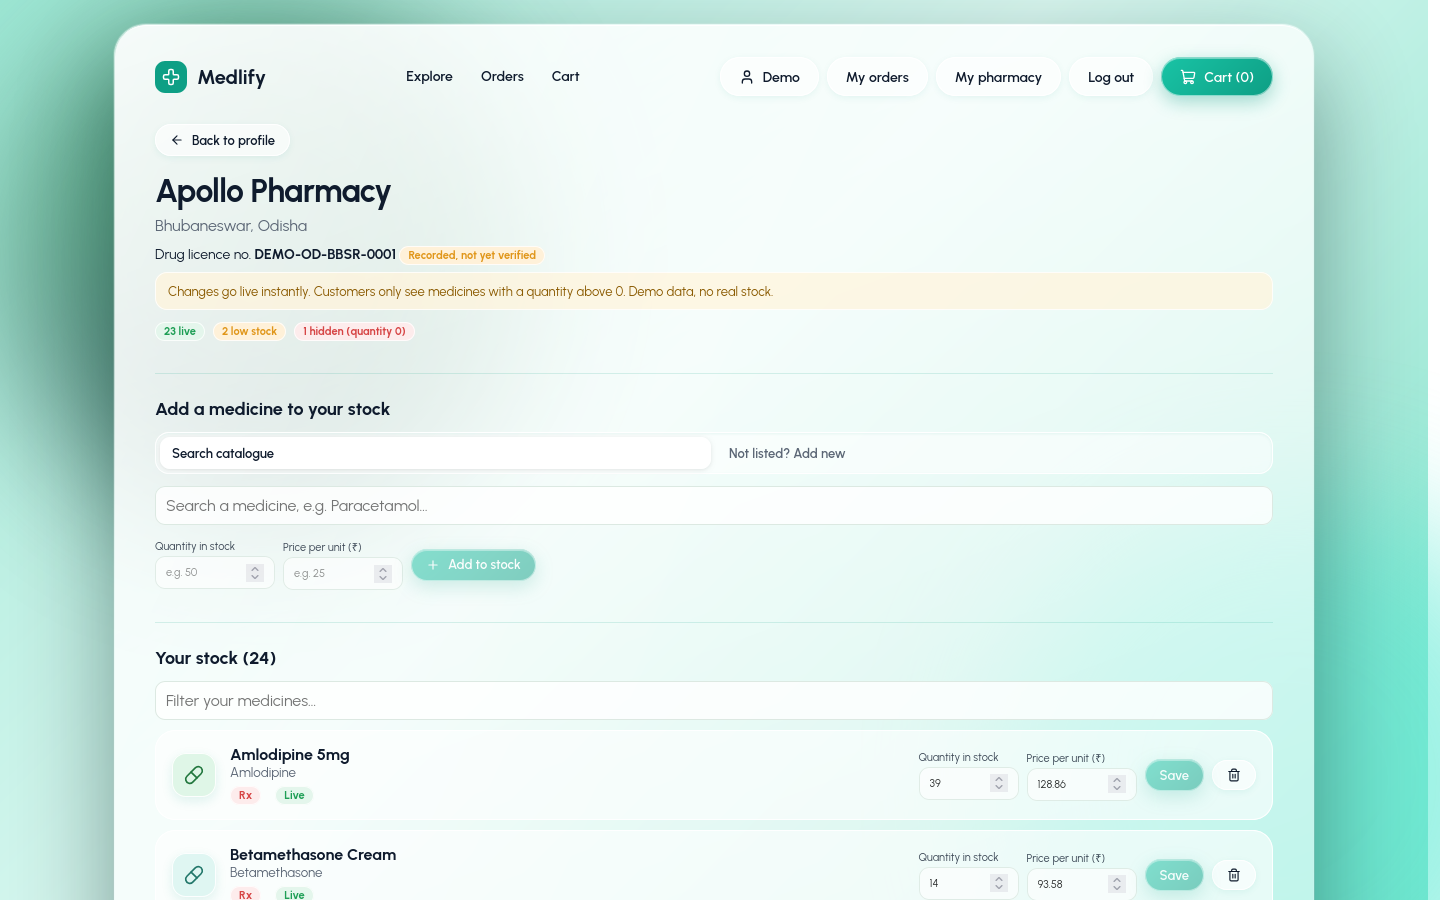 Medlify
Explore Orders Cart
Demo My orders My pharmacy Log out Cart (0)
Back to profile
Apollo Pharmacy
Bhubaneswar, Odisha
Drug licence no. DEMO-OD-BBSR-0001 Recorded, not yet verified
Changes go live instantly. Customers only see medicines with a quantity above 0. Demo data, no real stock.
23 live 2 low stock 1 hidden (quantity 0)
Add a medicine to your stock
Search catalogue Not listed? Add new
Search a medicine, e.g. Paracetamol...
Quantity in stock Price per unit (₹)
e.g. 50 e.g. 25 Add to stock
Your stock (24)
Filter your medicines...
Amlodipine 5mg
Amlodipine
Rx Live
Quantity in stock Price per unit (₹)
39 128.86 Save
Betamethasone Cream
Betamethasone
Rx Live
Quantity in stock Price per unit (₹)
14 93.58 Save